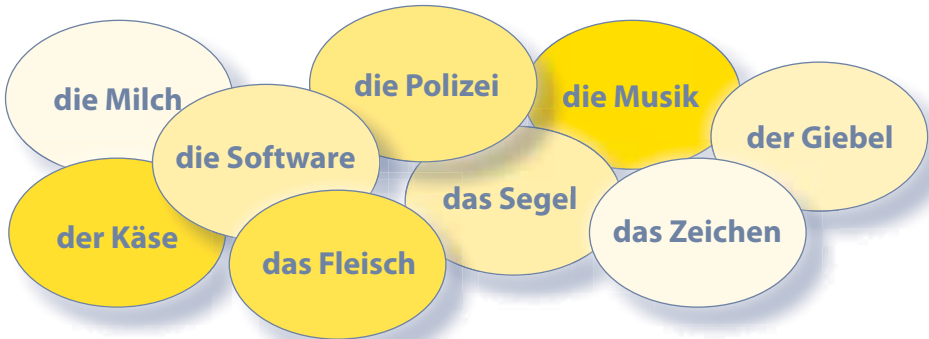 die Milch
die Polizei
die Musik
der Giebel
die Software
das Segel
der Käse
das Fleisch
das Zeichen